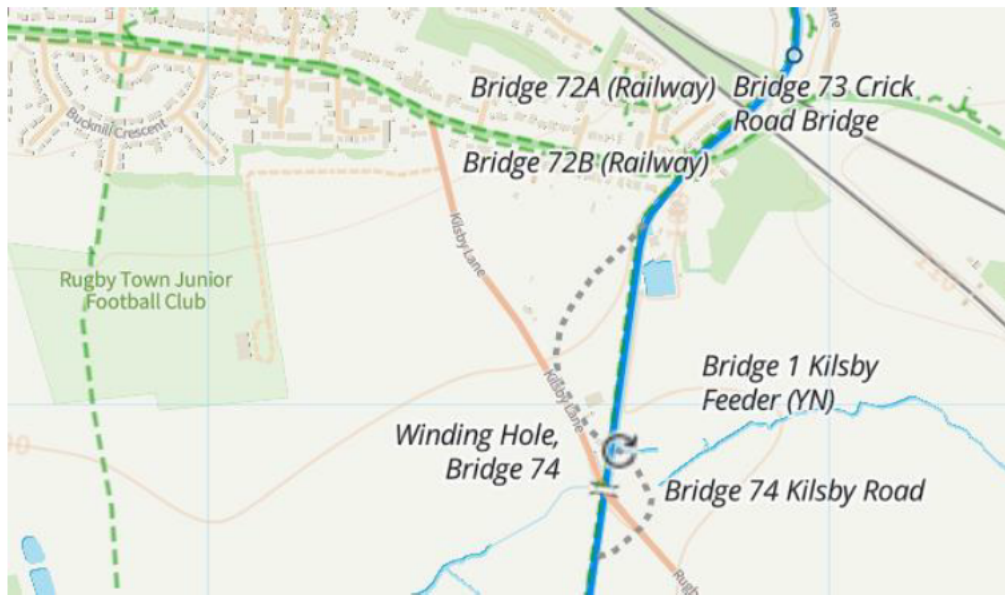 Bridge 72A (Railway)
Bridge 73 Crick
Road Bridge
Bucknill Crescent
Bridge 72B (Railway)
Kilsby Lane
Rugby Town Junior
Football Club
Bridge 1 Kilsby
Feeder (YN)
Kilsby Lane
Winding Hole,
Bridge 74
Bridge 74 Kilsby Road